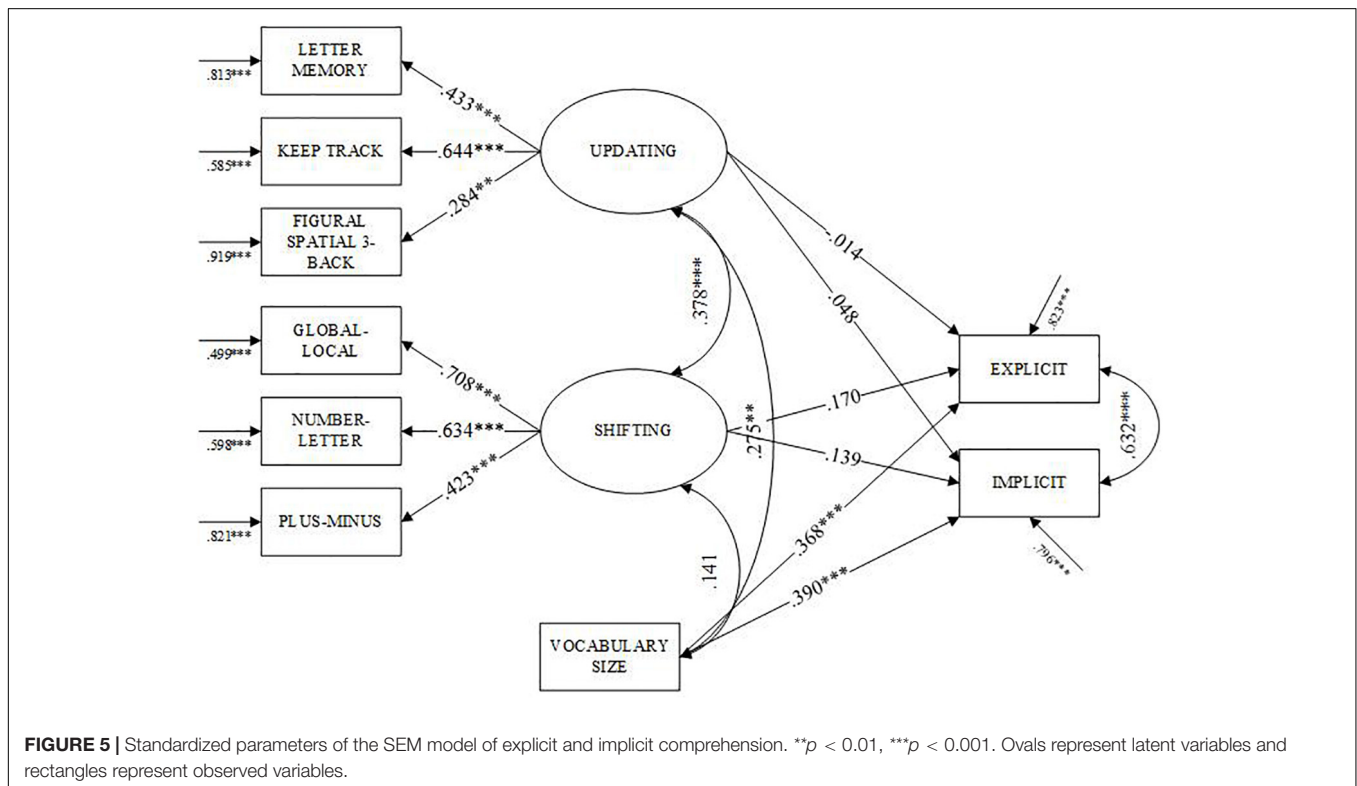 LETTER
MEMORY
.813***
.433***
KEEP TRACK
.585***
.644***
UPDATING
FIGURAL
SPATIAL 3-
BACK
.919***
.284**
-.014
.048
.378***
.275**
GLOBAL-
LOCAL
.499***
.708***
NUMBER-
LETTER
.598***
.634***
SHIFTING
PLUS-MINUS
.821***
.423***
.170
.139
.823***
EXPLICIT
.632***
IMPLICIT
.796***
.368***
.390***
.141
VOCABULARY
SIZE
FIGURE 5 | Standardized parameters of the SEM model of explicit and implicit comprehension. **p < 0.01, ***p < 0.001. Ovals represent latent variables and
rectangles represent observed variables.